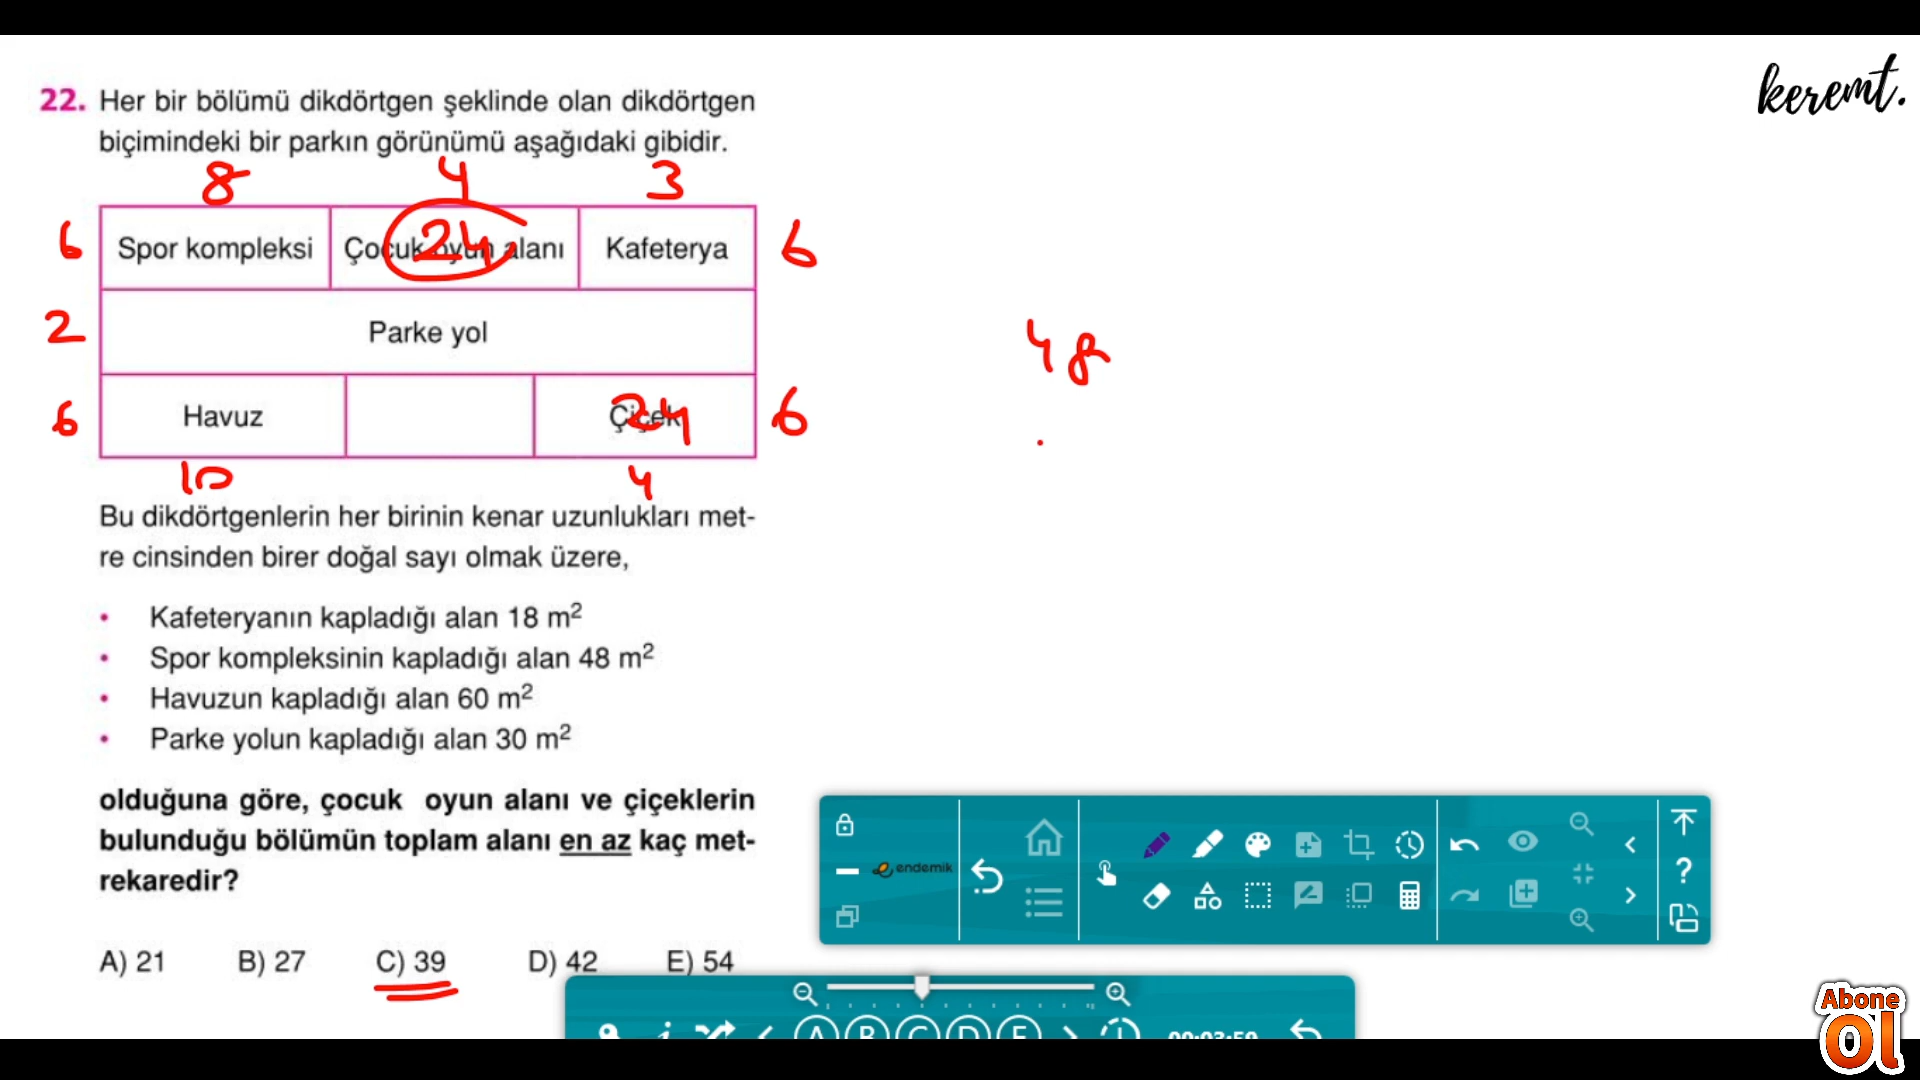 keremt.
22. Her bir bölümü dikdörtgen şeklinde olan dikdörtgen
biçimindeki bir parkın görünümü aşağıdaki gibidir.
8 4 3
6 Spor kompleksi Çocuk oyun alanı 24 Kafeterya 6
2 Parke yol
4
6 Havuz Çiçek 24 6
10 4
Bu dikdörtgenlerin her birinin kenar uzunlukları met-
re cinsinden birer doğal sayı olmak üzere,
• Kafeteryanın kapladığı alan 18 m²
• Spor kompleksinin kapladığı alan 48 m²
• Havuzun kapladığı alan 60 m²
• Parke yolun kapladığı alan 30 m²
olduğuna göre, çocuk oyun alanı ve çiçeklerin
bulunduğu bölümün toplam alanı en az kaç met-
rekaredir?
A) 21 B) 27 C) 39 D) 42 E) 54
endemik
A B C D E
Abone
Ol